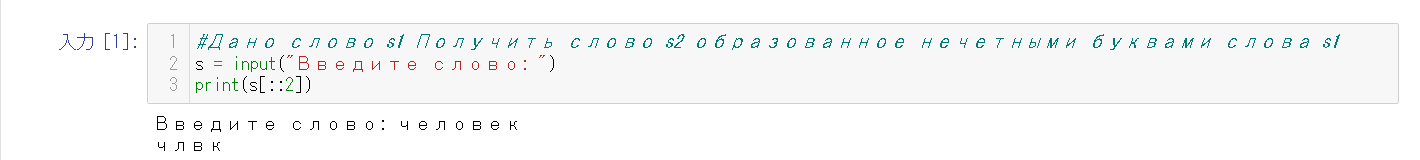 入力 [1]:
1 #Дано слово s1 Получить слово s2 образованное нечетными буквами слова s1
2 s = input("Введите слово:")
3 print(s[::2])
Введите слово: человек
члвк